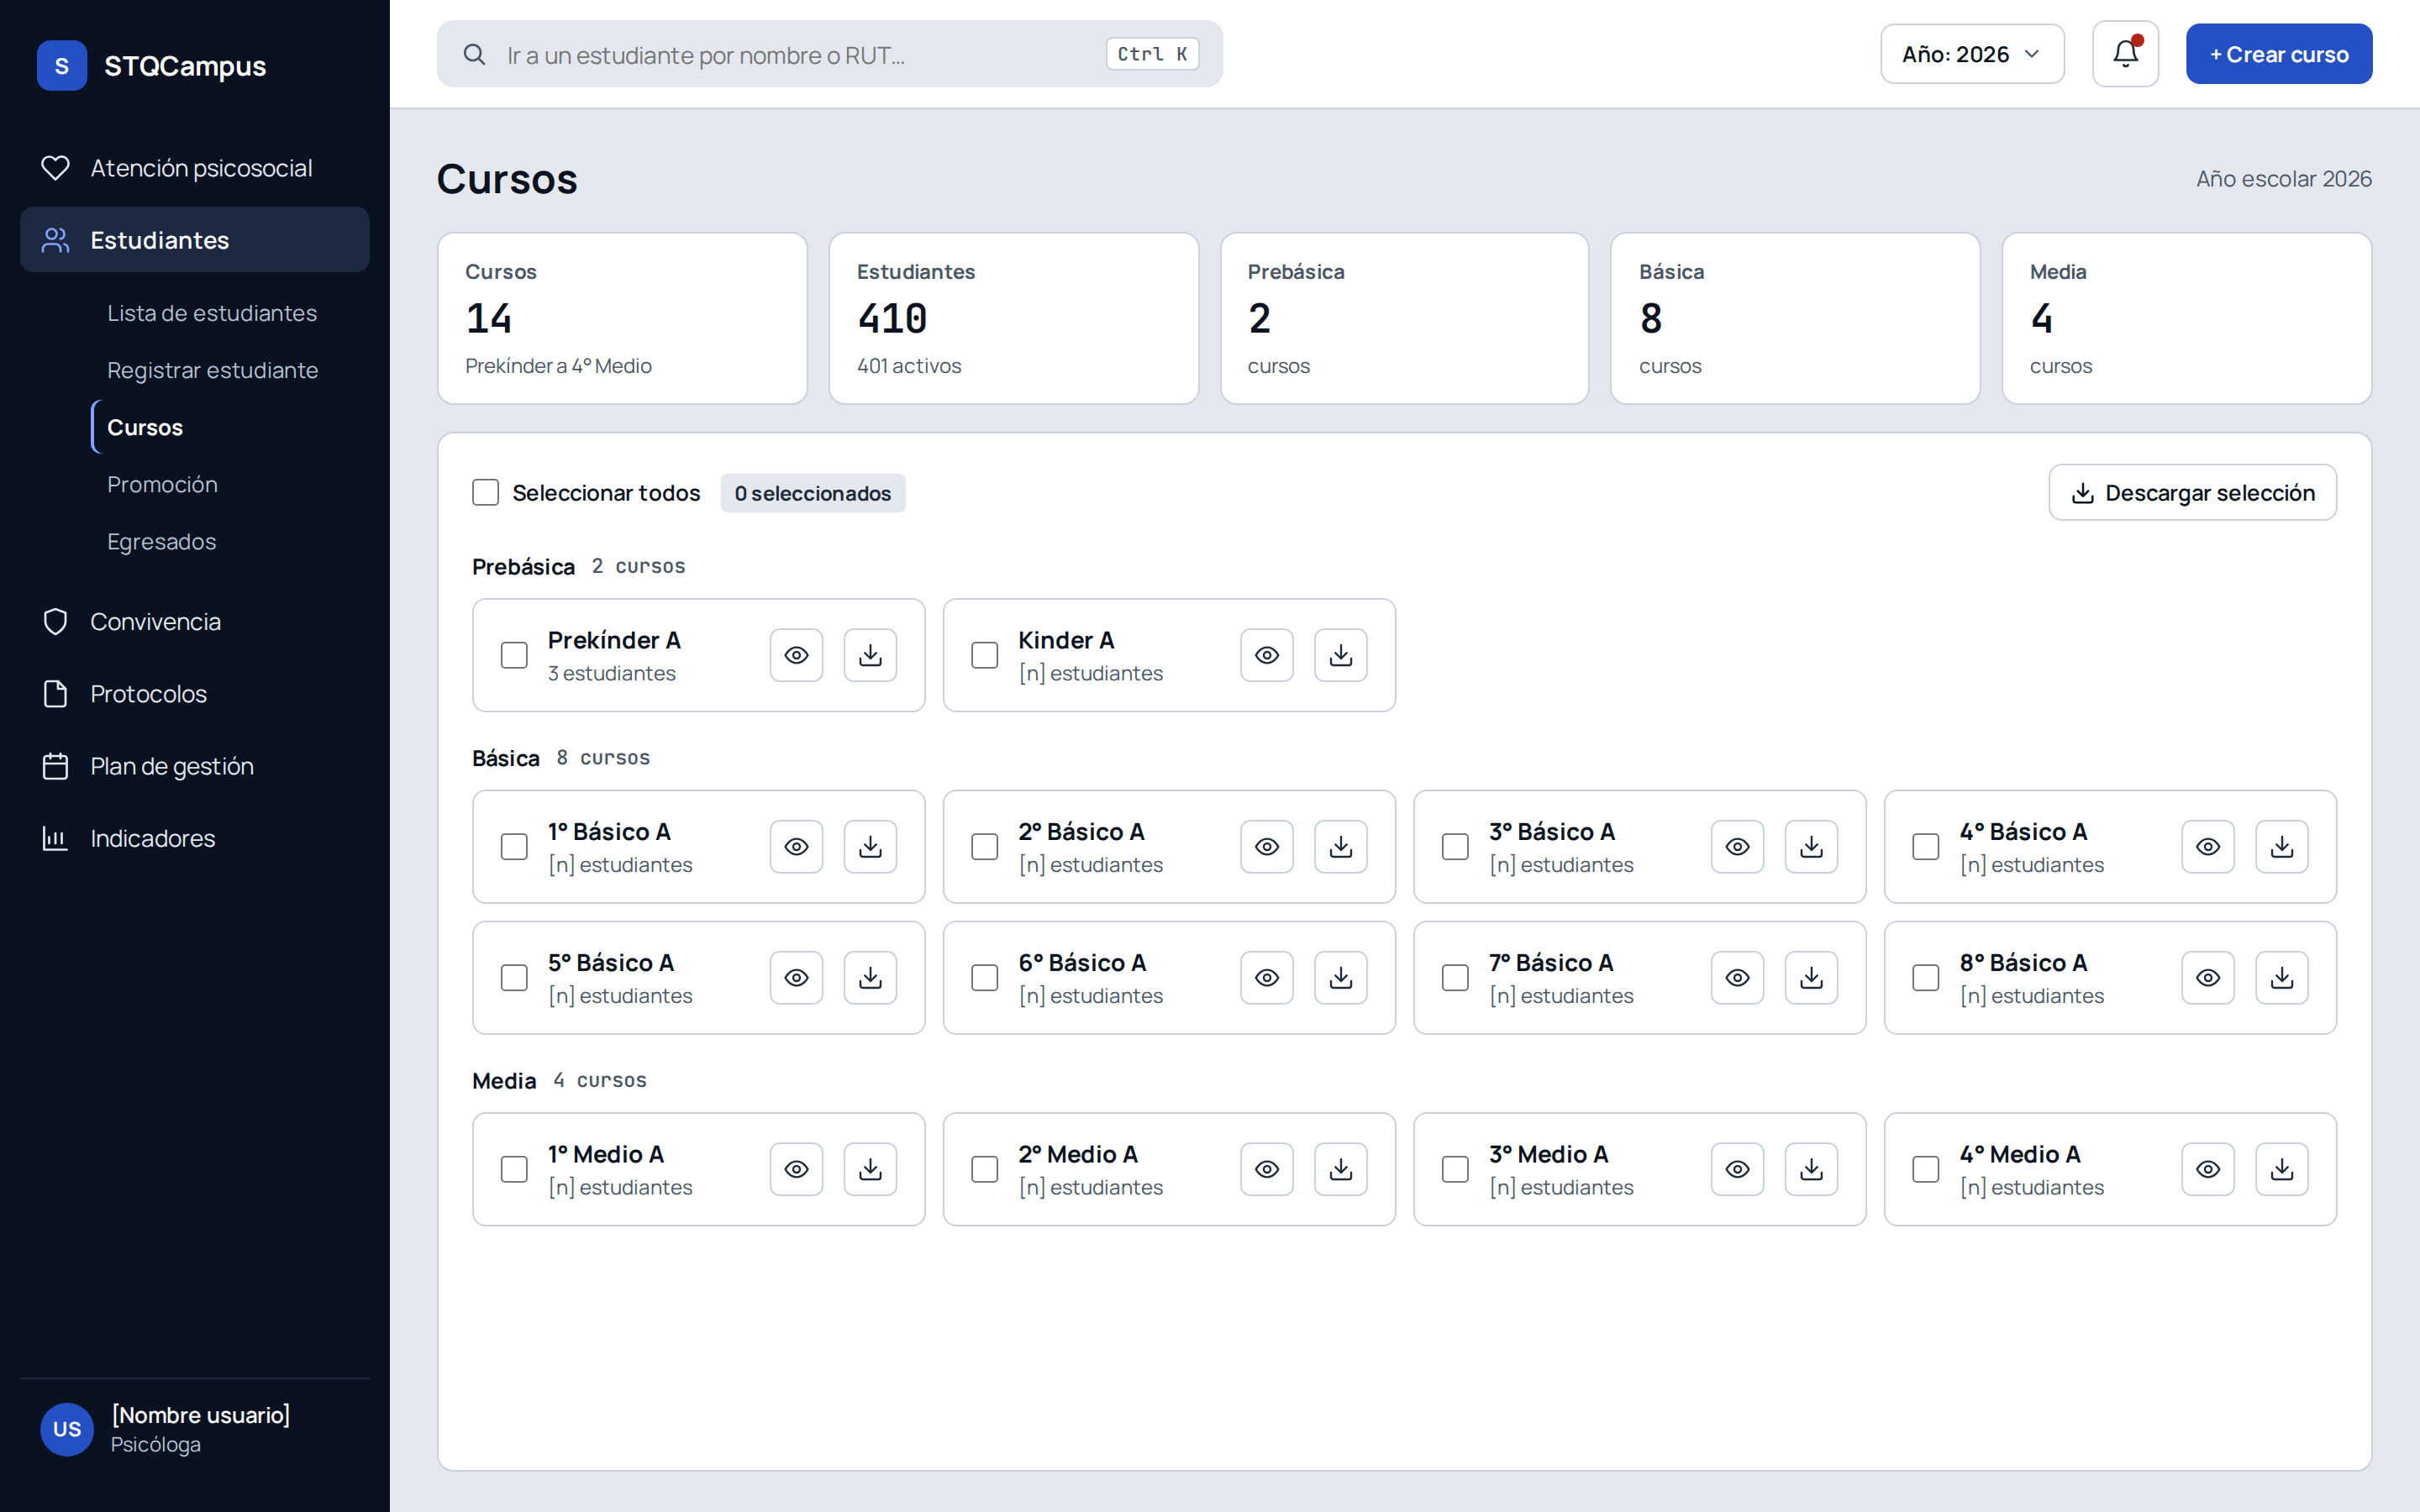 S STQCampus
Atención psicosocial
Estudiantes
Lista de estudiantes
Registrar estudiante
Cursos
Promoción
Egresados
Convivencia
Protocolos
Plan de gestión
Indicadores
US [Nombre usuario]
Psicóloga
Ir a un estudiante por nombre o RUT... Ctrl K
Año: 2026
+ Crear curso
Cursos
Año escolar 2026
Cursos
14
Prekínder a 4° Medio
Estudiantes
410
401 activos
Prebásica
2
cursos
Básica
8
cursos
Media
4
cursos
Seleccionar todos 0 seleccionados
Descargar selección
Prebásica 2 cursos
Prekínder A
3 estudiantes
Kinder A
[n] estudiantes
Básica 8 cursos
1° Básico A
[n] estudiantes
2° Básico A
[n] estudiantes
3° Básico A
[n] estudiantes
4° Básico A
[n] estudiantes
5° Básico A
[n] estudiantes
6° Básico A
[n] estudiantes
7° Básico A
[n] estudiantes
8° Básico A
[n] estudiantes
Media 4 cursos
1° Medio A
[n] estudiantes
2° Medio A
[n] estudiantes
3° Medio A
[n] estudiantes
4° Medio A
[n] estudiantes